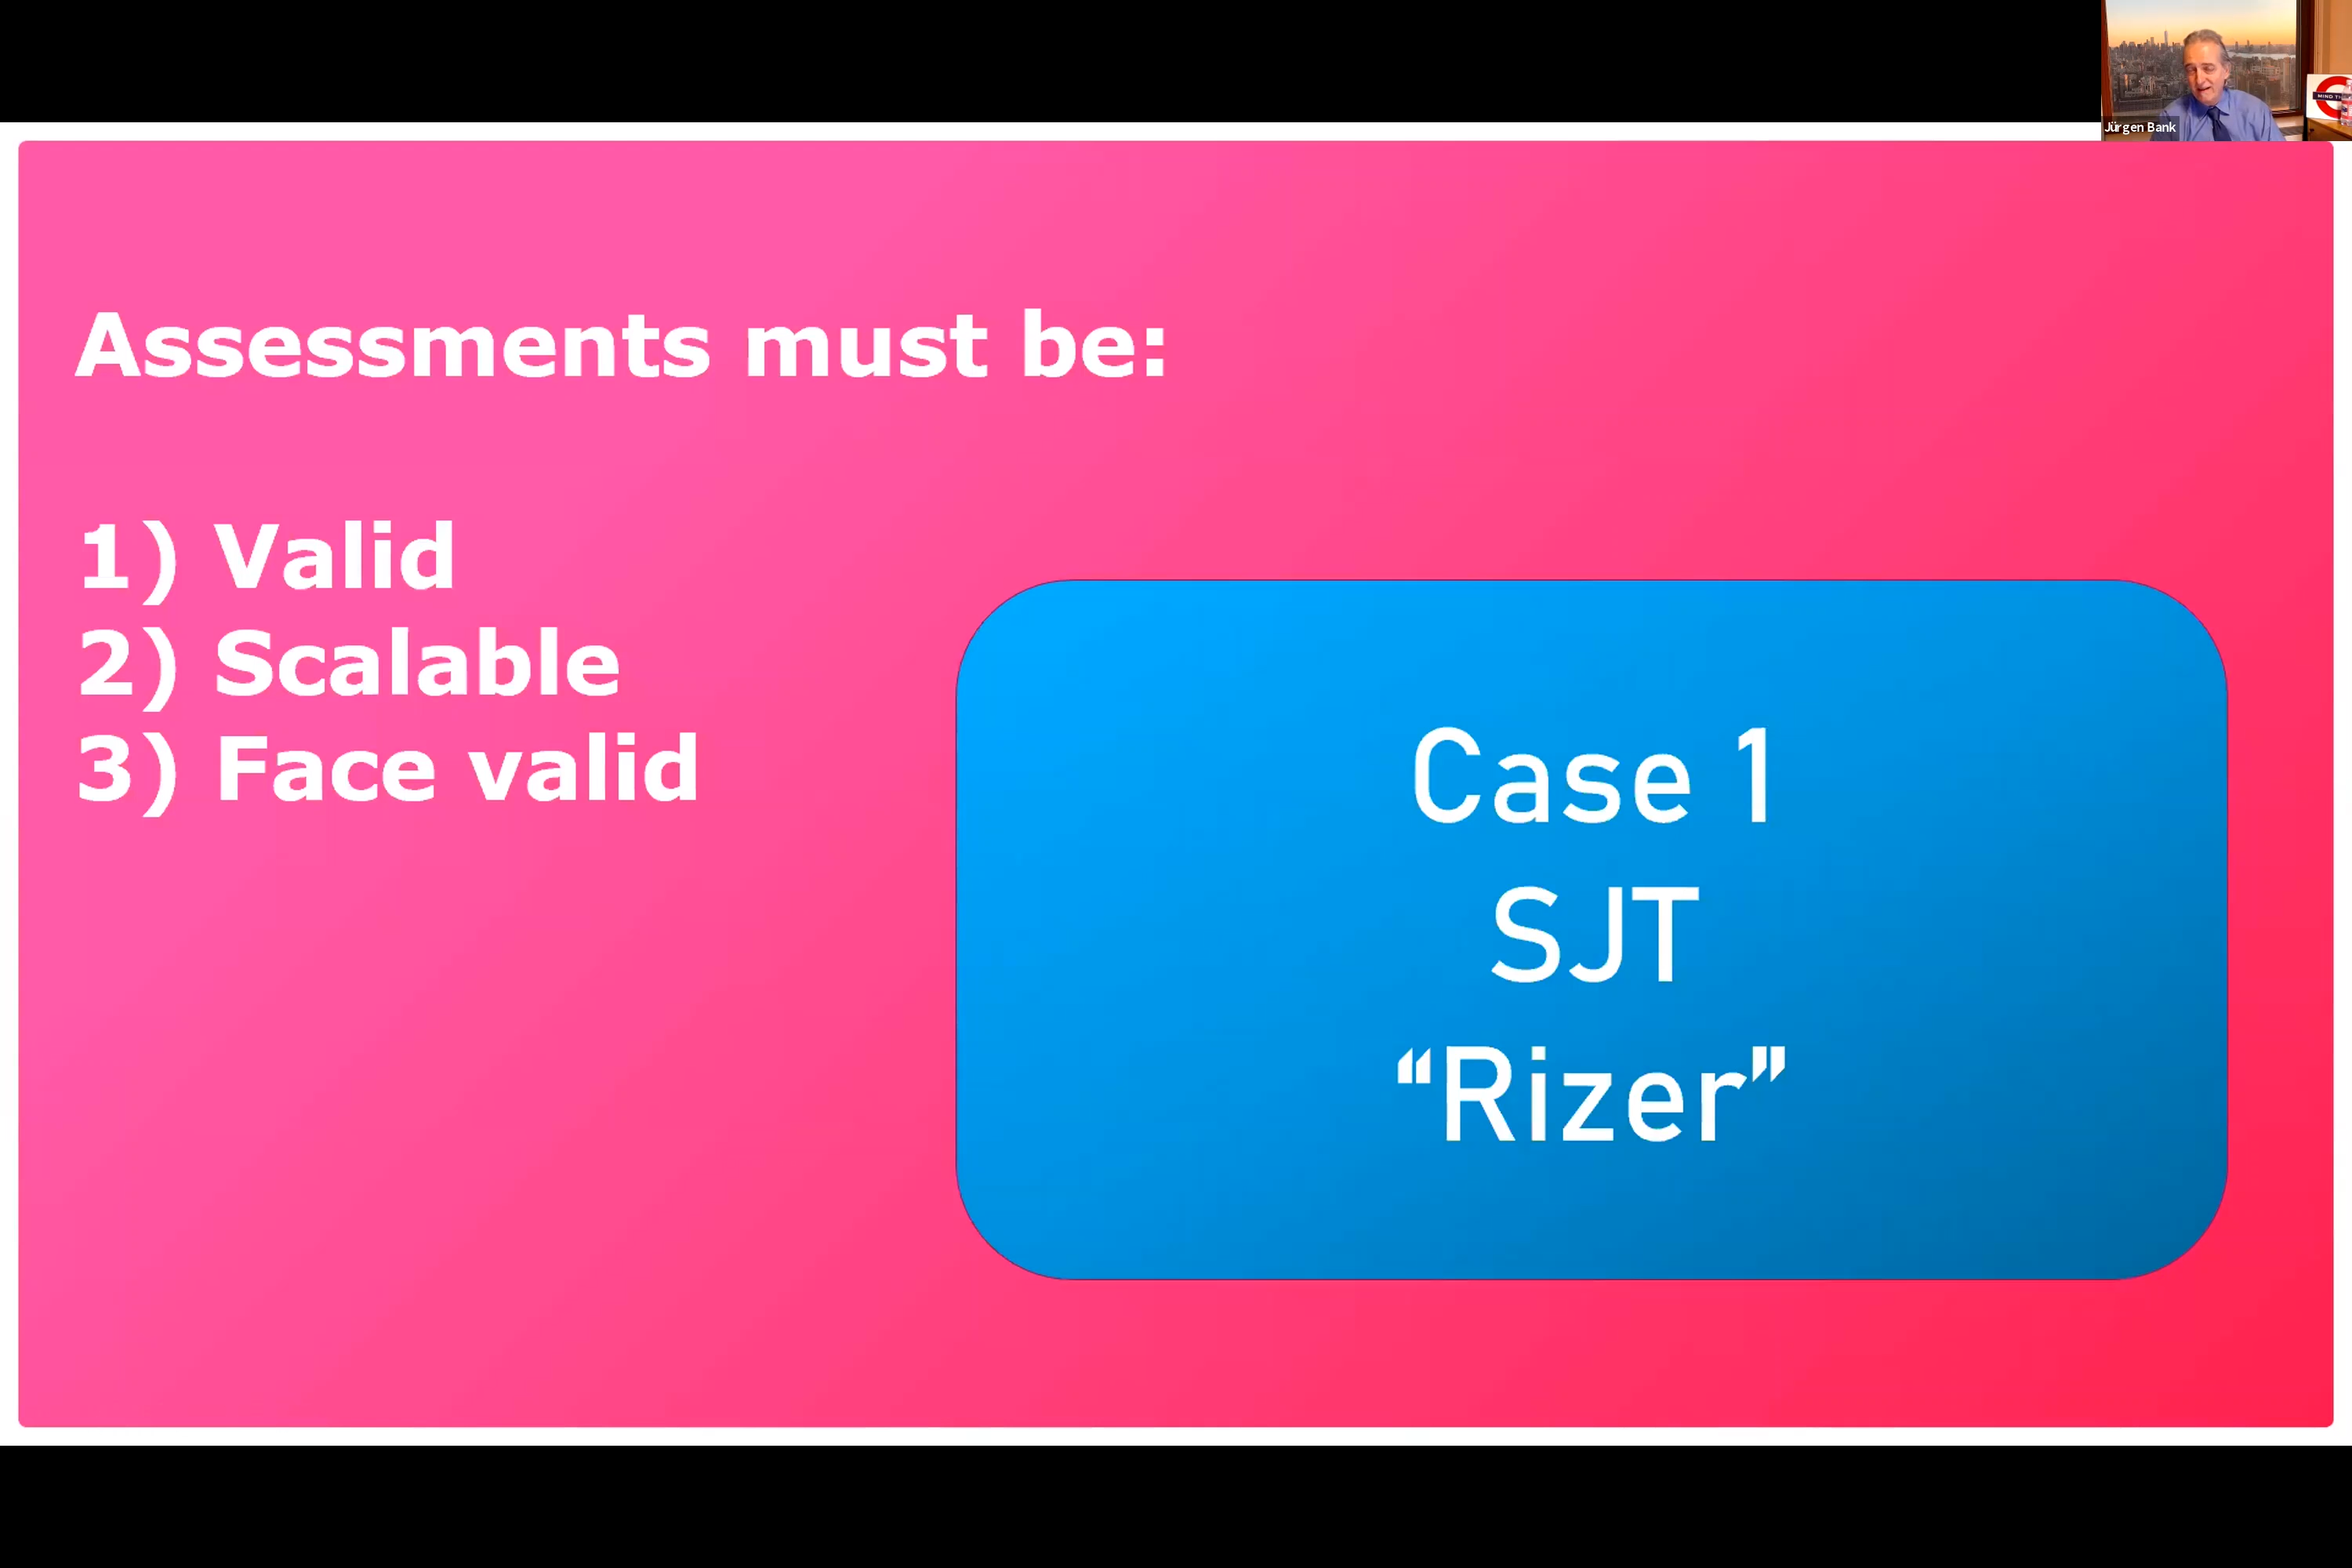 Jürgen Bank
Assessments must be:
1) Valid
2) Scalable
3) Face valid
Case 1
SJT
“Rizer”